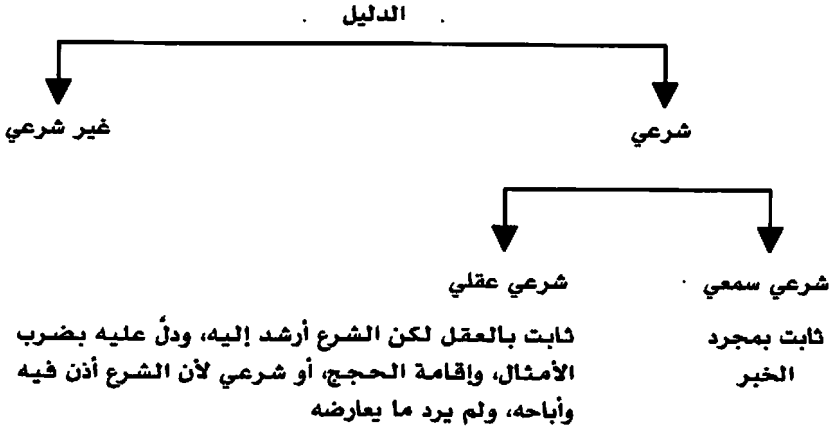 الدليل
شرعي
غير شرعي
شرعي سمعي
شرعي عقلي
ثابت بمجرد
الخبر
ثابت بالعقل لكن الشرع أرشد إليه، ودلَّ عليه بضرب
الأمثال، وإقامة الحجج، أو شرعي لأن الشرع أذن فيه
وأباحه، ولم يرد ما يعارضه